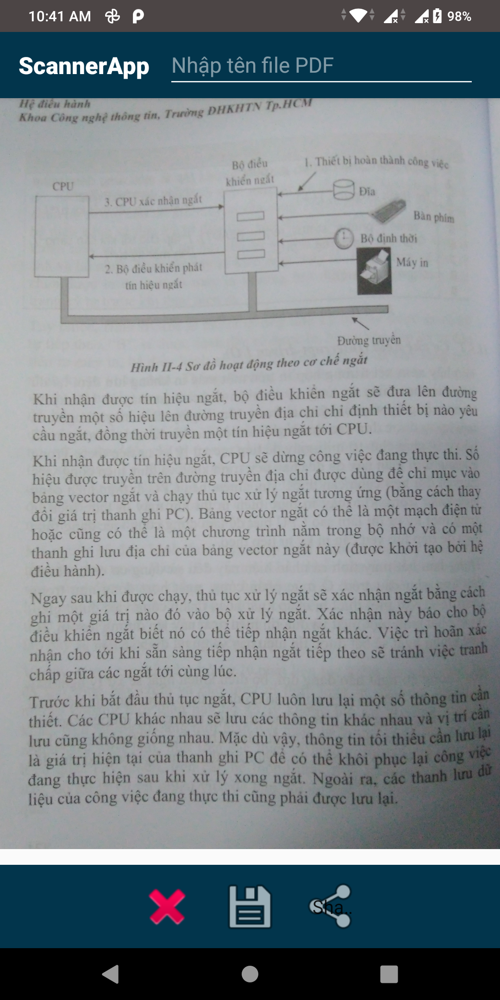 10:41 AM
98%
ScannerApp
Nhập tên file PDF
Hệ điều hành
Khoa Công nghệ thông tin, Trường ĐHKHTN Tp.HCM
Bộ điều
khiển ngắt
1. Thiết bị hoàn thành công việc
CPU
3. CPU xác nhận ngắt
Đĩa
Bàn phím
Bộ định thời
Máy in
2. Bộ điều khiển phát
tín hiệu ngắt
Đường truyền
Hình II-4 Sơ đồ hoạt động theo cơ chế ngắt
Khi nhận được tín hiệu ngắt, bộ điều khiển ngắt sẽ đưa lên đường
truyền một số hiệu lên đường truyền địa chỉ chỉ định thiết bị nào yêu
cầu ngắt, đồng thời truyền một tín hiệu ngắt tới CPU.
Khi nhận được tín hiệu ngắt, CPU sẽ dừng công việc đang thực thi. Số
hiệu được truyền trên đường truyền địa chỉ được dùng để chỉ mục vào
bảng vector ngắt và chạy thủ tục xử lý ngắt tương ứng (bằng cách thay
đổi giá trị thanh ghi PC). Bảng vector ngắt có thể là một mạch điện tử
hoặc cũng có thể là một chương trình nằm trong bộ nhớ và có một
thanh ghi lưu địa chỉ của bảng vector ngắt này (được khởi tạo bởi hệ
điều hành).
Ngay sau khi được chạy, thủ tục xử lý ngắt sẽ xác nhận ngắt bằng cách
ghi một giá trị nào đó vào bộ xử lý ngắt. Xác nhận này báo cho bộ
điều khiển ngắt biết nó có thể tiếp nhận ngắt khác. Việc trì hoãn xác
nhận cho tới khi sẵn sàng tiếp nhận ngắt tiếp theo sẽ tránh việc tranh
chấp giữa các ngắt tới cùng lúc.
Trước khi bắt đầu thủ tục ngắt, CPU luôn lưu lại một số thông tin cần
thiết. Các CPU khác nhau sẽ lưu các thông tin khác nhau và vị trí cần
lưu cũng không giống nhau. Mặc dù vậy, thông tin tối thiểu cần lưu lại
là giá trị hiện tại của thanh ghi PC để có thể khôi phục lại công việc
đang thực hiện sau khi xử lý xong ngắt. Ngoài ra, các thanh lưu dữ
liệu của công việc đang thực thi cũng phải được lưu lại.
Sha..